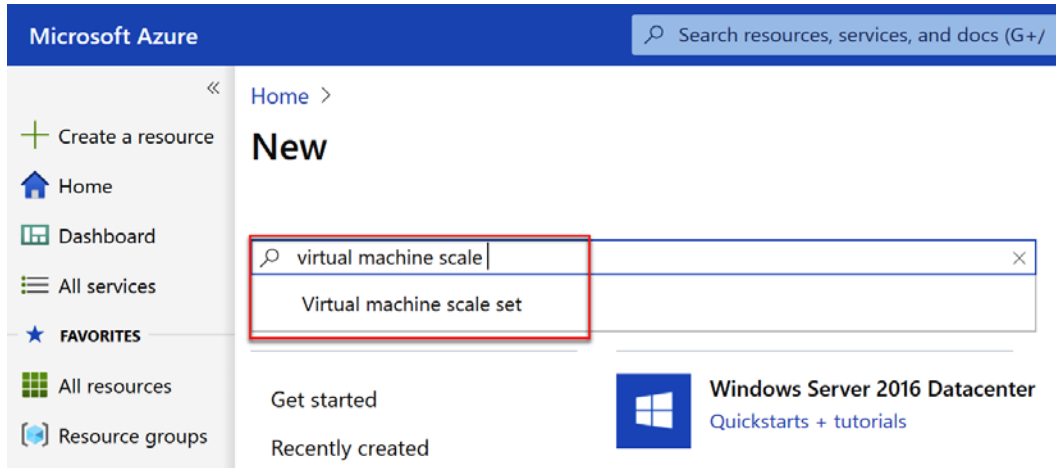 Microsoft Azure
Search resources, services, and docs (G+/
«
Home >
Create a resource
New
Home
Dashboard
virtual machine scale
All services
Virtual machine scale set
FAVORITES
All resources
Get started
Windows Server 2016 Datacenter
Quickstarts + tutorials
Resource groups
Recently created